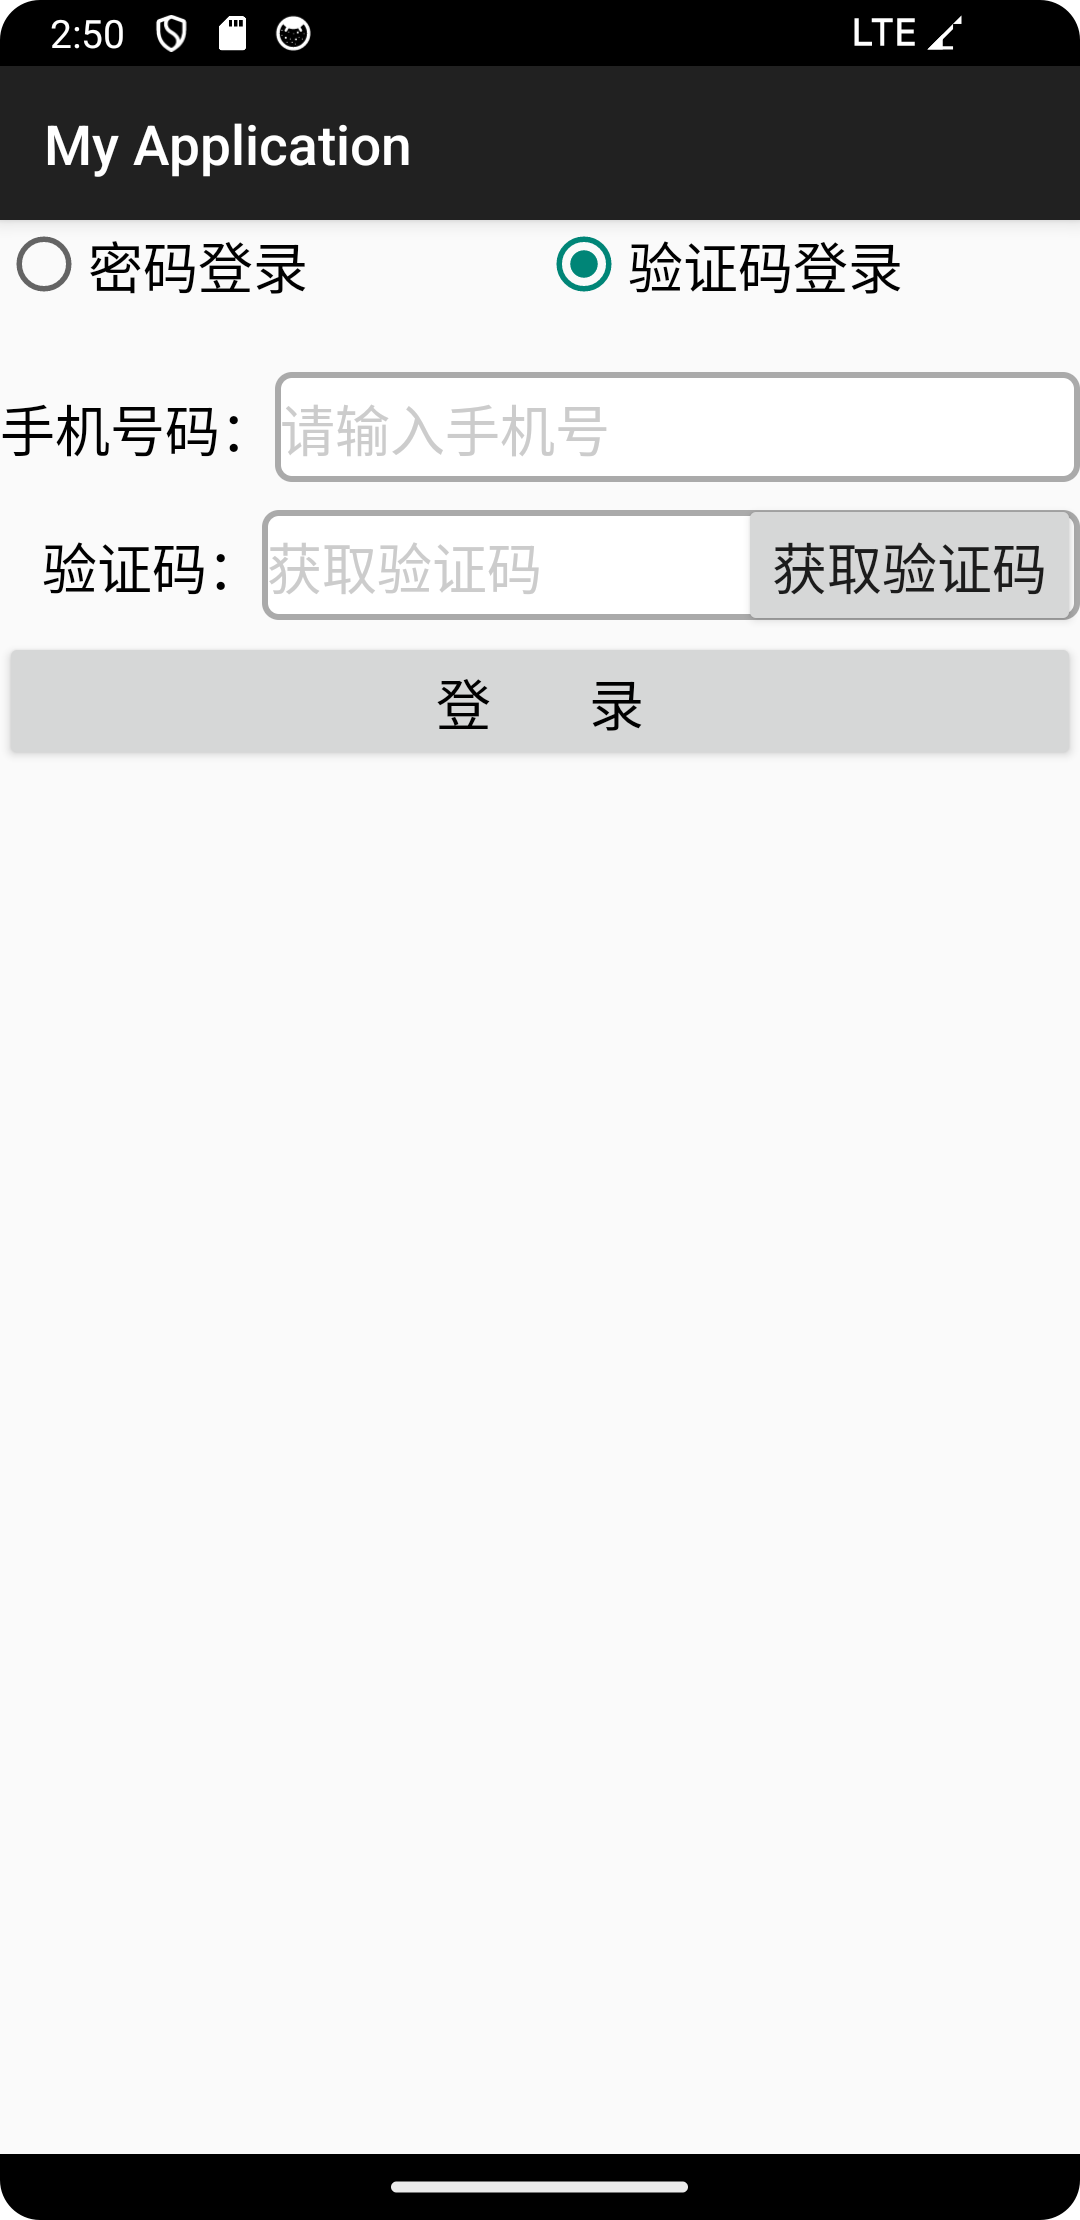 2:50 LTE
My Application
密码登录 验证码登录
手机号码： 请输入手机号
验证码： 获取验证码 获取验证码
登 录